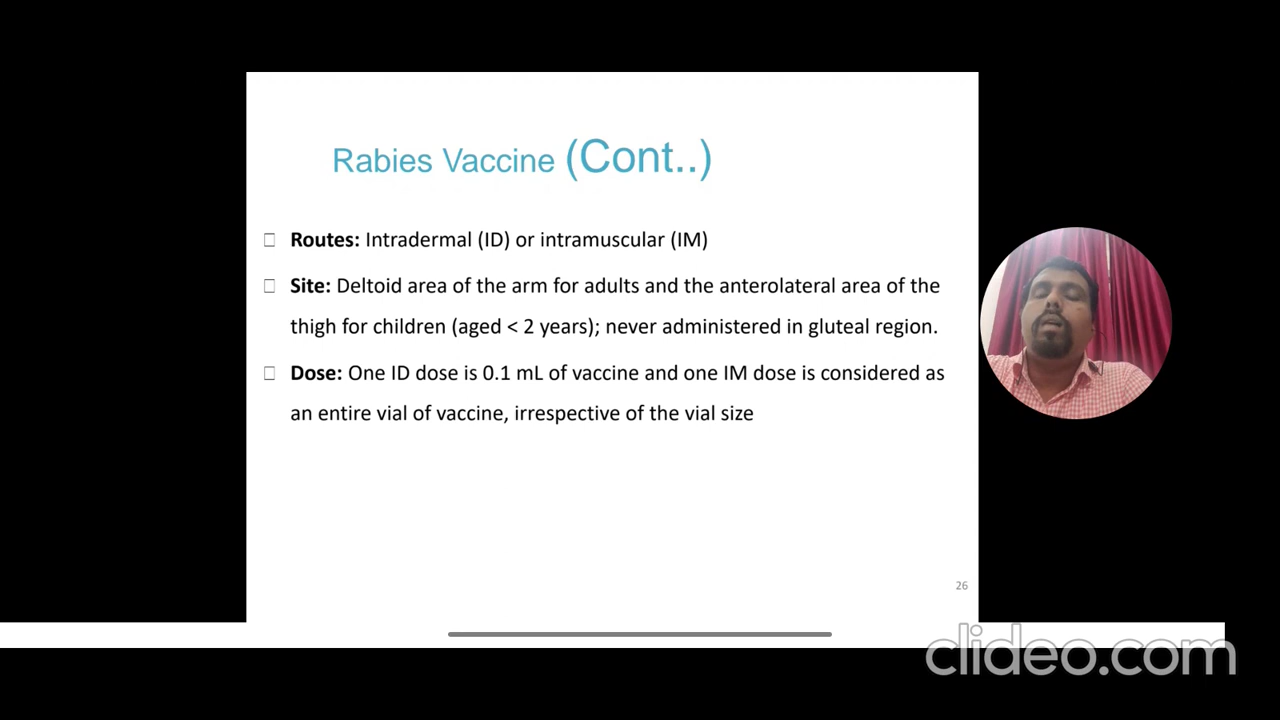 Rabies Vaccine (Cont..)
Routes: Intradermal (ID) or intramuscular (IM)
Site: Deltoid area of the arm for adults and the anterolateral area of the
thigh for children (aged < 2 years); never administered in gluteal region.
Dose: One ID dose is 0.1 mL of vaccine and one IM dose is considered as
an entire vial of vaccine, irrespective of the vial size
26
clideo.com